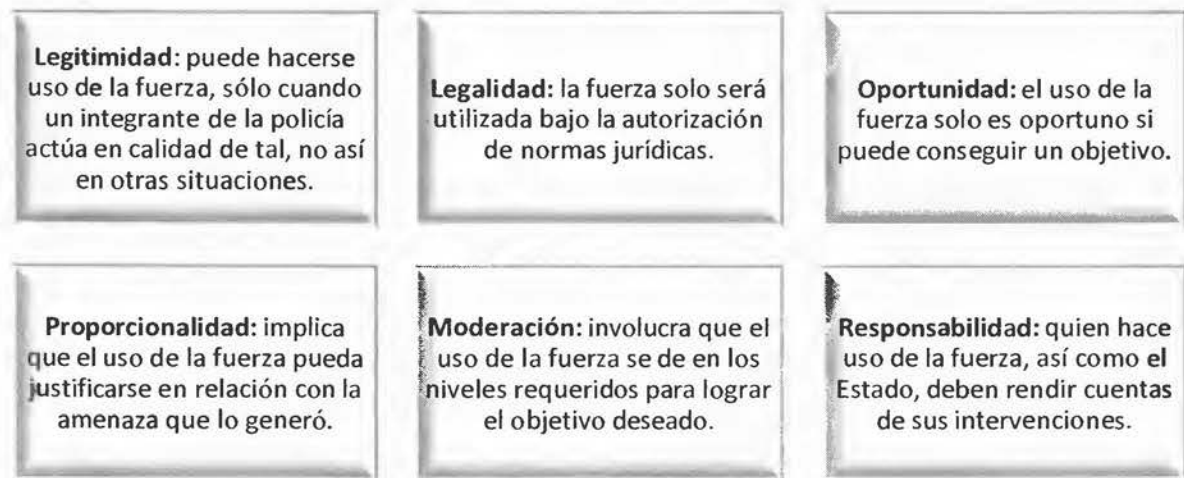 Legitimidad: puede hacerse
uso de la fuerza, sólo cuando
un integrante de la policía
actúa en calidad de tal, no así
en otras situaciones.
Legalidad: la fuerza solo será
utilizada bajo la autorización
de normas jurídicas.
Oportunidad: el uso de la
fuerza solo es oportuno si
puede conseguir un objetivo.
Proporcionalidad: implica
que el uso de la fuerza pueda
justificarse en relación con la
amenaza que lo generó.
Moderación: involucra que el
uso de la fuerza se de en los
niveles requeridos para lograr
el objetivo deseado.
Responsabilidad: quien hace
uso de la fuerza, así como el
Estado, deben rendir cuentas
de sus intervenciones.